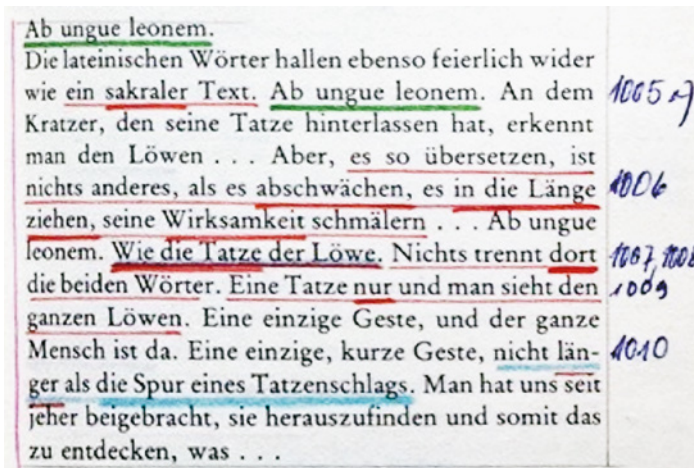 Ab ungue leonem.
Die lateinischen Wörter hallen ebenso feierlich wider
wie ein sakraler Text. Ab ungue leonem. An dem
1005
Kratzer, den seine Tatze hinterlassen hat, erkennt
man den Löwen . . . Aber, es so übersetzen, ist
nichts anderes, als es abschwächen, es in die Länge
1006
ziehen, seine Wirksamkeit schmälern . . . Ab ungue
leonem. Wie die Tatze der Löwe. Nichts trennt dort
1007, 1008
die beiden Wörter. Eine Tatze nur und man sieht den
1009
ganzen Löwen. Eine einzige Geste, und der ganze
Mensch ist da. Eine einzige, kurze Geste, nicht län-
1010
ger als die Spur eines Tatzenschlags. Man hat uns seit
jeher beigebracht, sie herauszufinden und somit das
zu entdecken, was . . .